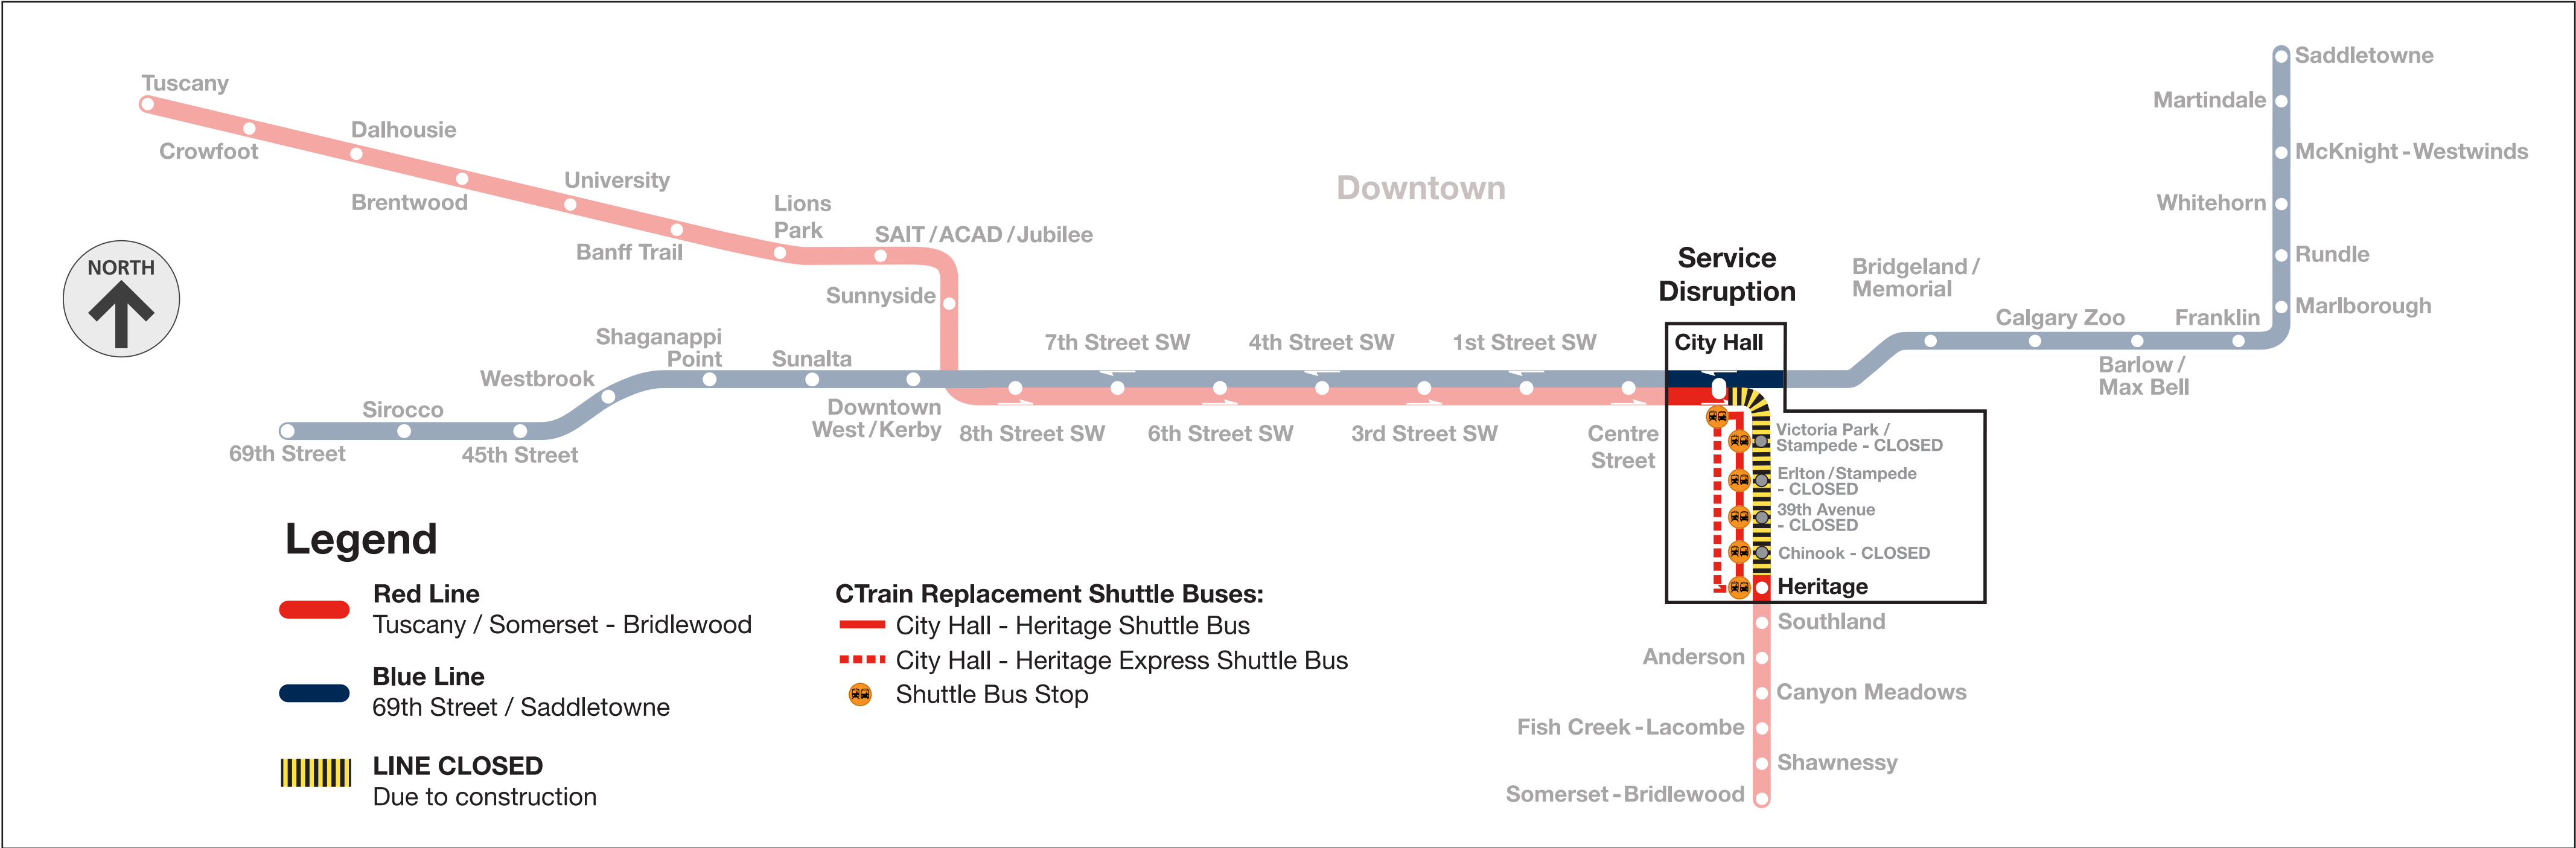 Tuscany
Crowfoot
Dalhousie
Brentwood
University
Banff Trail
Lions
Park
SAIT / ACAD / Jubilee
Sunnyside
NORTH
Downtown
Saddletowne
Martindale
McKnight - Westwinds
Whitehorn
Rundle
Marlborough
Franklin
Barlow /
Max Bell
Calgary Zoo
Bridgeland /
Memorial
Service
Disruption
City Hall
69th Street
Sirocco
45th Street
Westbrook
Shaganappi
Point
Sunalta
Downtown
West / Kerby
8th Street SW
7th Street SW
6th Street SW
4th Street SW
3rd Street SW
1st Street SW
Centre
Street
Victoria Park /
Stampede - CLOSED
Erlton / Stampede
- CLOSED
39th Avenue
- CLOSED
Chinook - CLOSED
Heritage
Southland
Anderson
Canyon Meadows
Fish Creek - Lacombe
Shawnessy
Somerset - Bridlewood
Legend
Red Line
Tuscany / Somerset - Bridlewood
Blue Line
69th Street / Saddletowne
LINE CLOSED
Due to construction
CTrain Replacement Shuttle Buses:
City Hall - Heritage Shuttle Bus
City Hall - Heritage Express Shuttle Bus
Shuttle Bus Stop